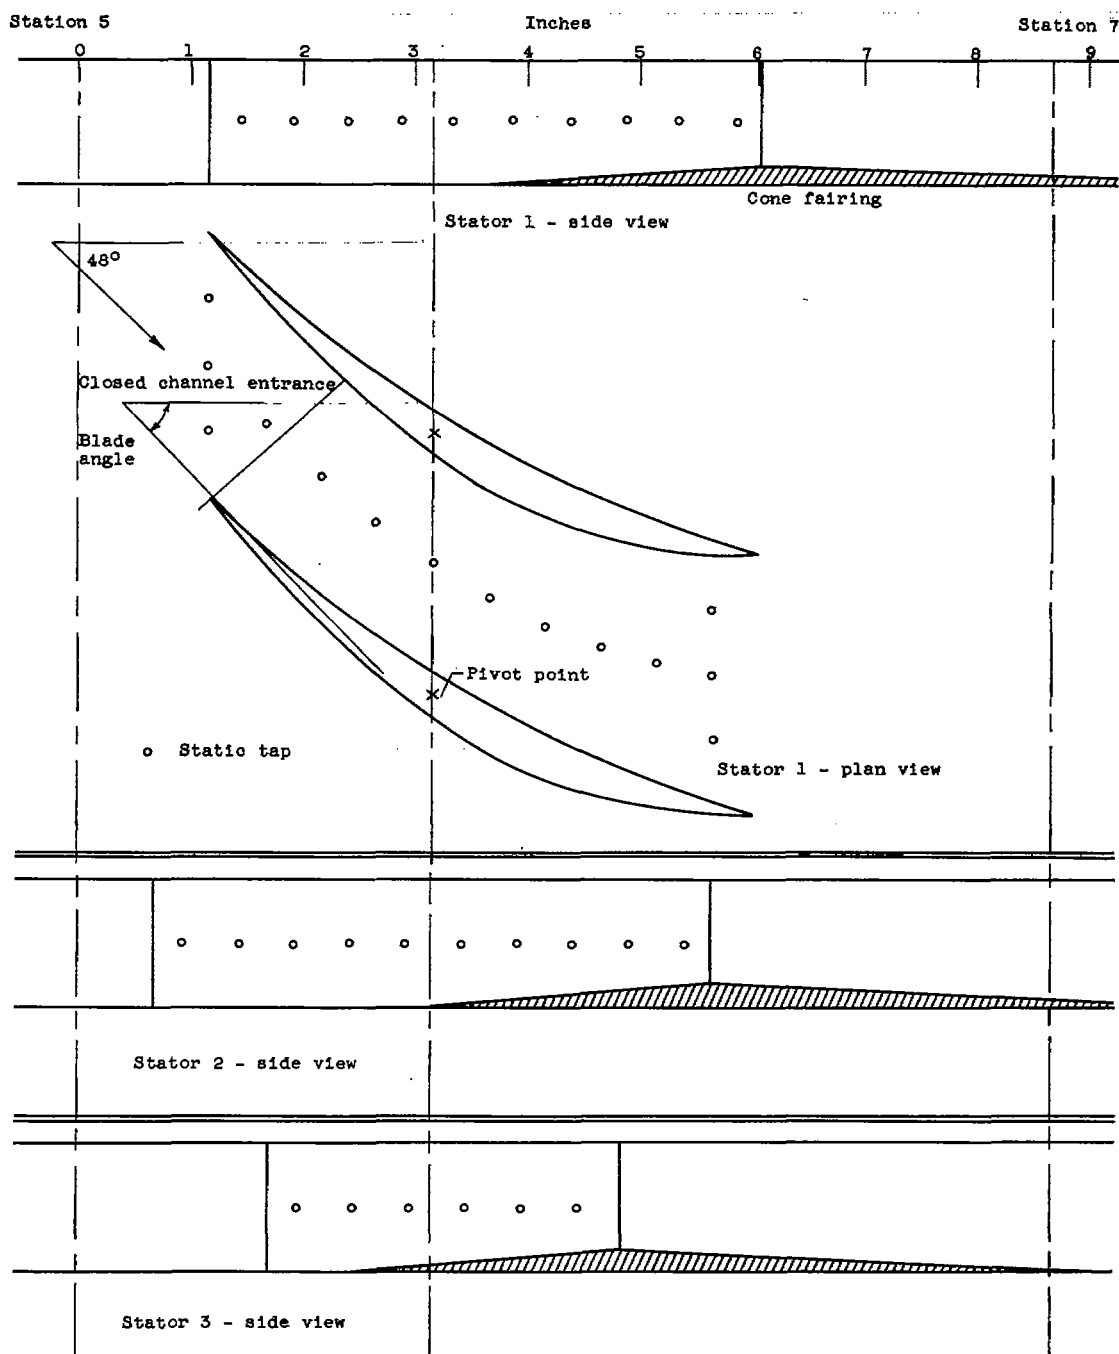 Station 5 Inches Station 7
0 1 2 3 4 5 6 7 8 9
Cone fairing
Stator 1 - side view
48°
Closed channel entrance
Blade
angle
Pivot point
Static tap
Stator 1 - plan view
Stator 2 - side view
Stator 3 - side view